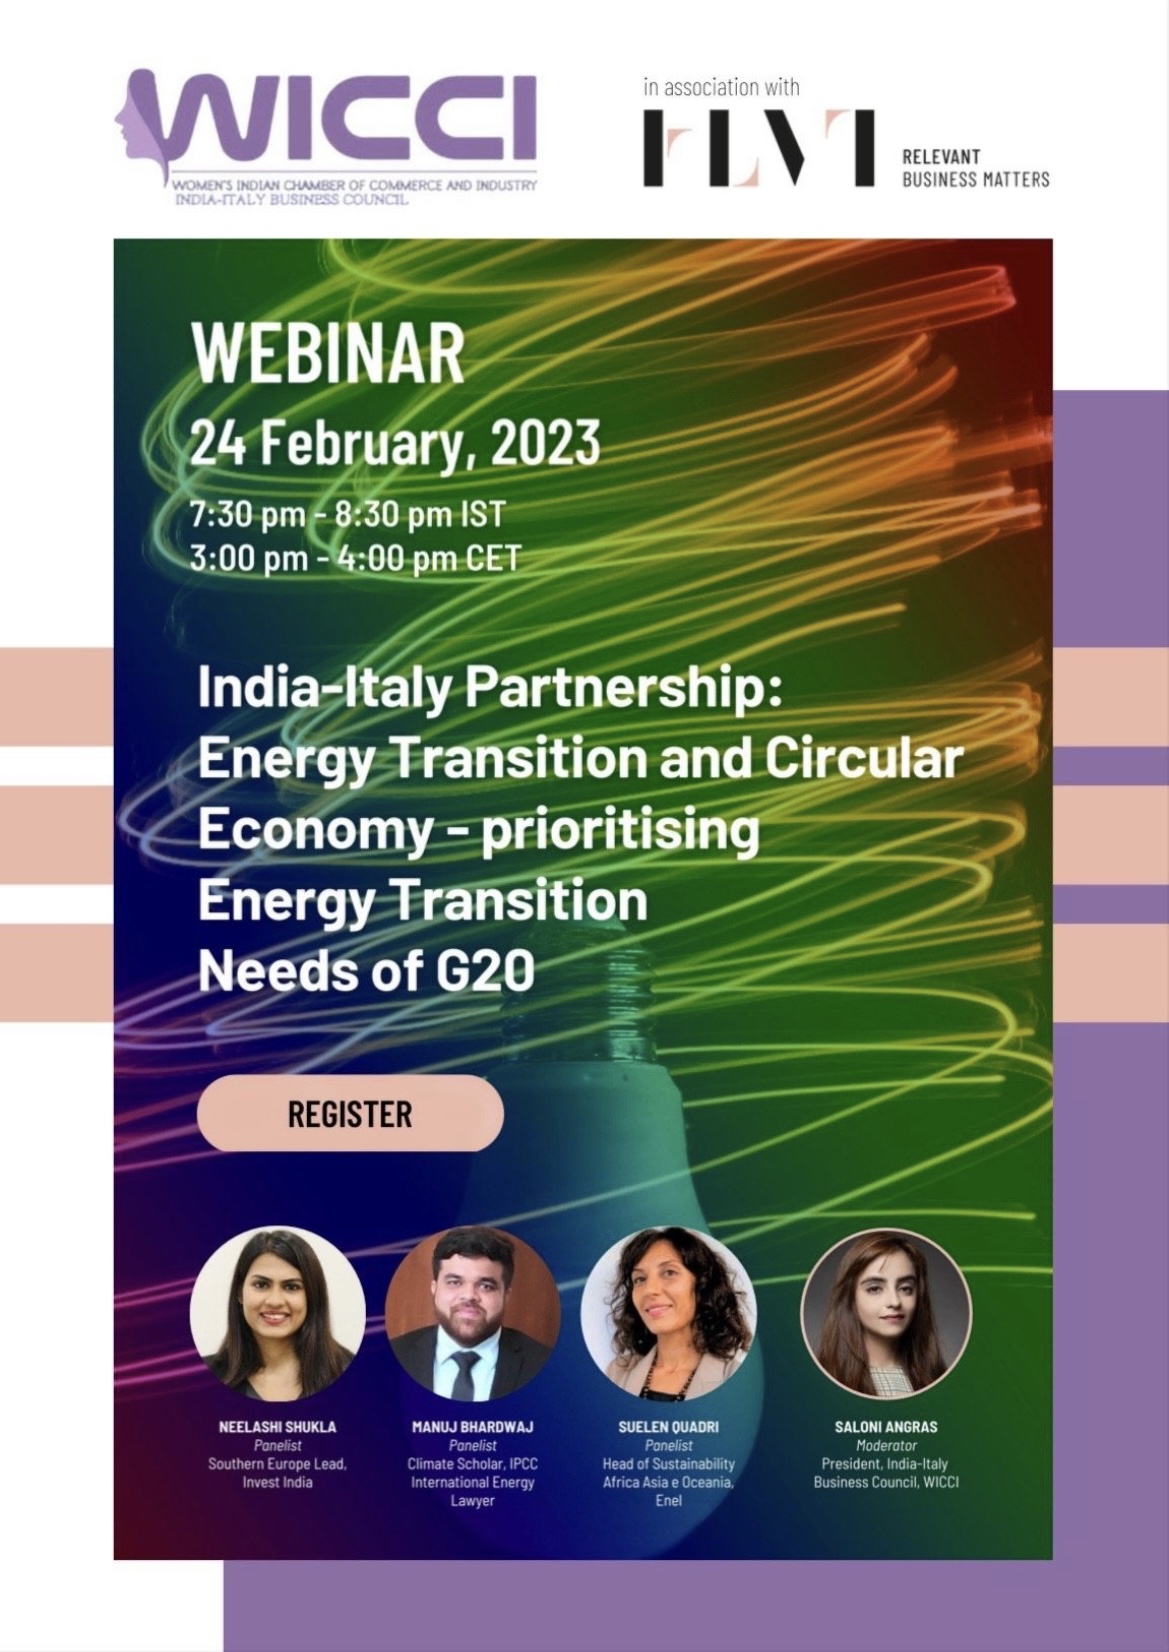 WICCI
WOMEN'S INDIAN CHAMBER OF COMMERCE AND INDUSTRY
INDIA-ITALY BUSINESS COUNCIL
in association with
RLVT
RELEVANT
BUSINESS MATTERS
WEBINAR
24 February, 2023
7:30 pm - 8:30 pm IST
3:00 pm - 4:00 pm CET
India-Italy Partnership:
Energy Transition and Circular
Economy - prioritising
Energy Transition
Needs of G20
REGISTER
NEELASHI SHUKLA
Panelist
Southern Europe Lead,
Invest India
MANUJ BHARDWAJ
Panelist
Climate Scholar, IPCC
International Energy
Lawyer
SUELEN QUADRI
Panelist
Head of Sustainability
Africa Asia e Oceania,
Enel
SALONI ANGRAS
Moderator
President, India-Italy
Business Council, WICCI